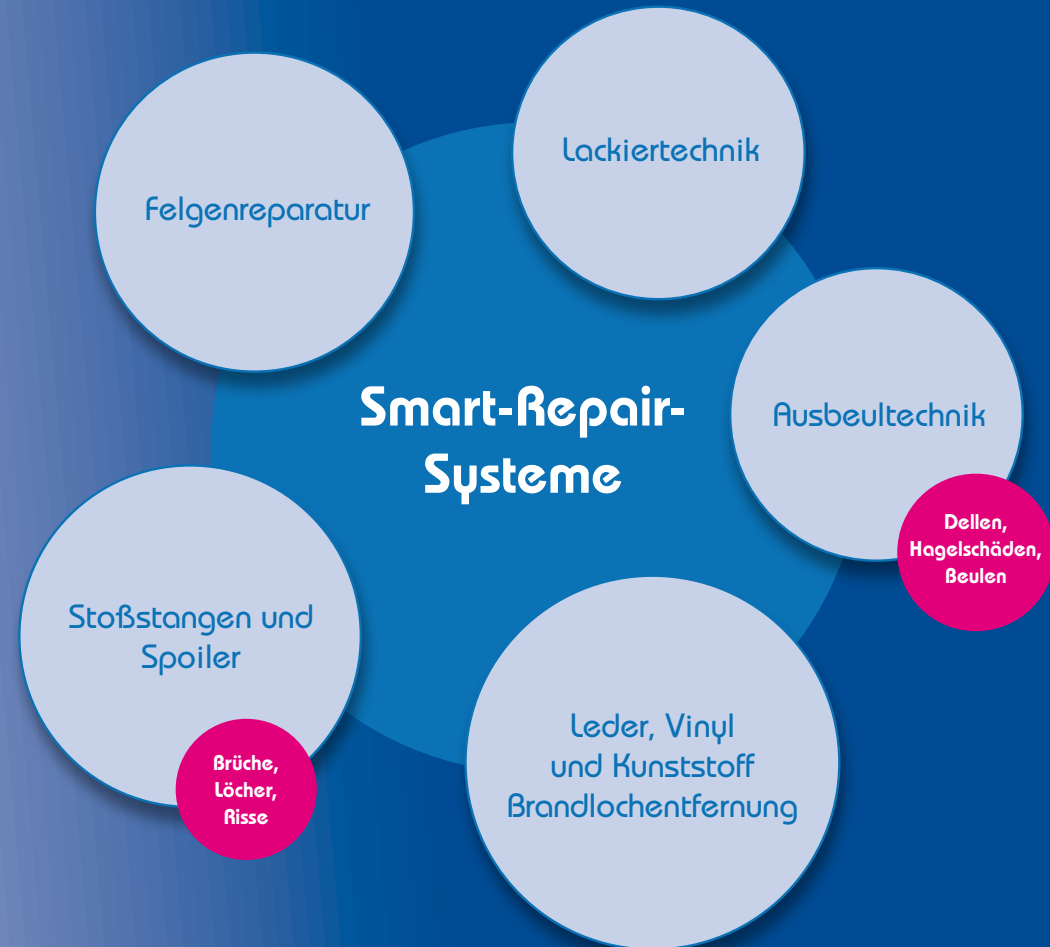 Lackiertechnik
Felgenreparatur
Smart-Repair-
Systeme
Ausbeultechnik
Dellen,
Hagelschäden,
Beulen
Stoßstangen und
Spoiler
Brüche,
Löcher,
Risse
Leder, Vinyl
und Kunststoff
Brandlochentfernung